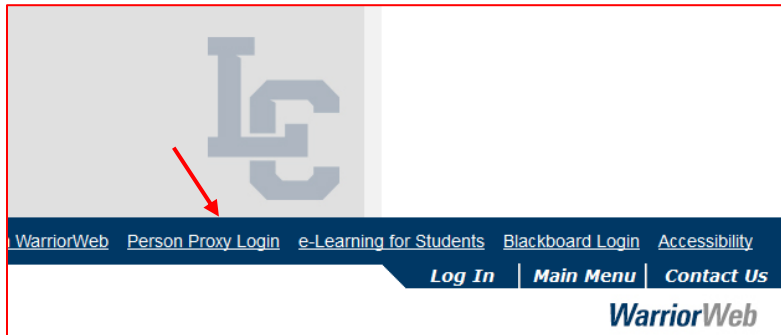 LC
WarriorWeb Person Proxy Login e-Learning for Students Blackboard Login Accessibility
Log In | Main Menu | Contact Us
WarriorWeb